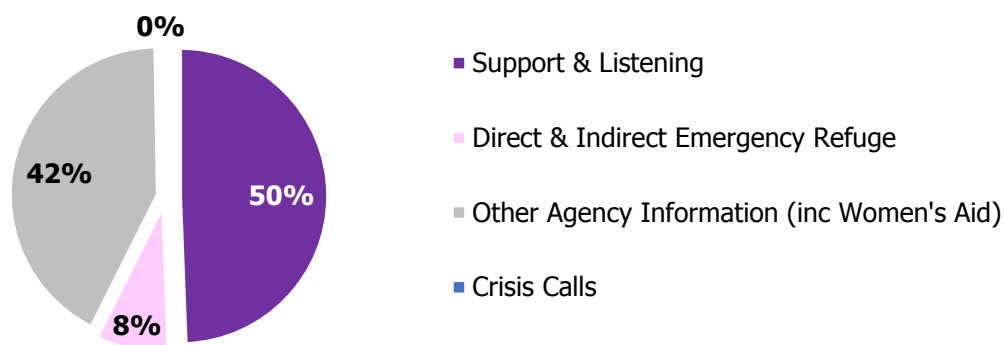 0%
Support & Listening
Direct & Indirect Emergency Refuge
42%
50%
Other Agency Information (inc Women's Aid)
Crisis Calls
8%